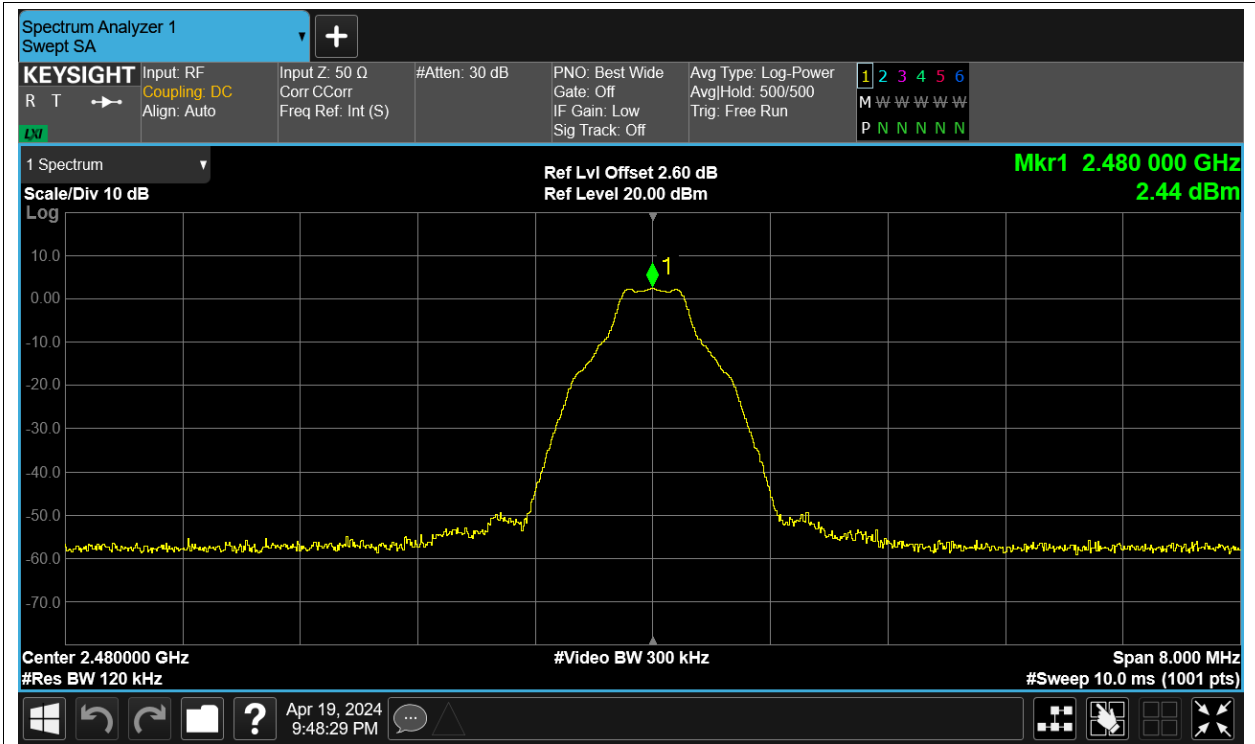 Spectrum Analyzer 1
Swept SA
KEYSIGHT
R T
LXI
Input: RF
Coupling: DC
Align: Auto
Input Z: 50 Ω
Corr CCorr
Freq Ref: Int (S)
#Atten: 30 dB
PNO: Best Wide
Gate: Off
IF Gain: Low
Sig Track: Off
Avg Type: Log-Power
Avg|Hold: 500/500
Trig: Free Run
1 2 3 4 5 6
M W W W W W
P N N N N N
1 Spectrum
Scale/Div 10 dB
Log
Ref Lvl Offset 2.60 dB
Ref Level 20.00 dBm
Mkr1 2.480 000 GHz
2.44 dBm
1
10.0
0.00
-10.0
-20.0
-30.0
-40.0
-50.0
-60.0
-70.0
Center 2.480000 GHz
#Res BW 120 kHz
#Video BW 300 kHz
Span 8.000 MHz
#Sweep 10.0 ms (1001 pts)
?
Apr 19, 2024
9:48:29 PM